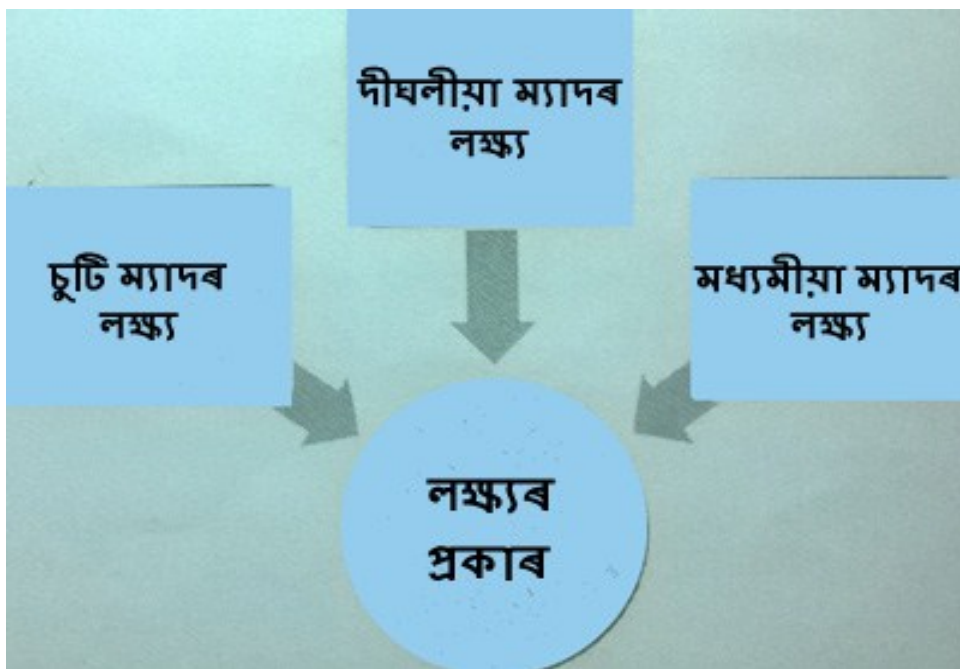 দীঘলীয়া ম্যাদৰ
লক্ষ্য
চুটি ম্যাদৰ
লক্ষ্য
মধ্যমীয়া ম্যাদৰ
লক্ষ্য
লক্ষ্যৰ
প্ৰকাৰ